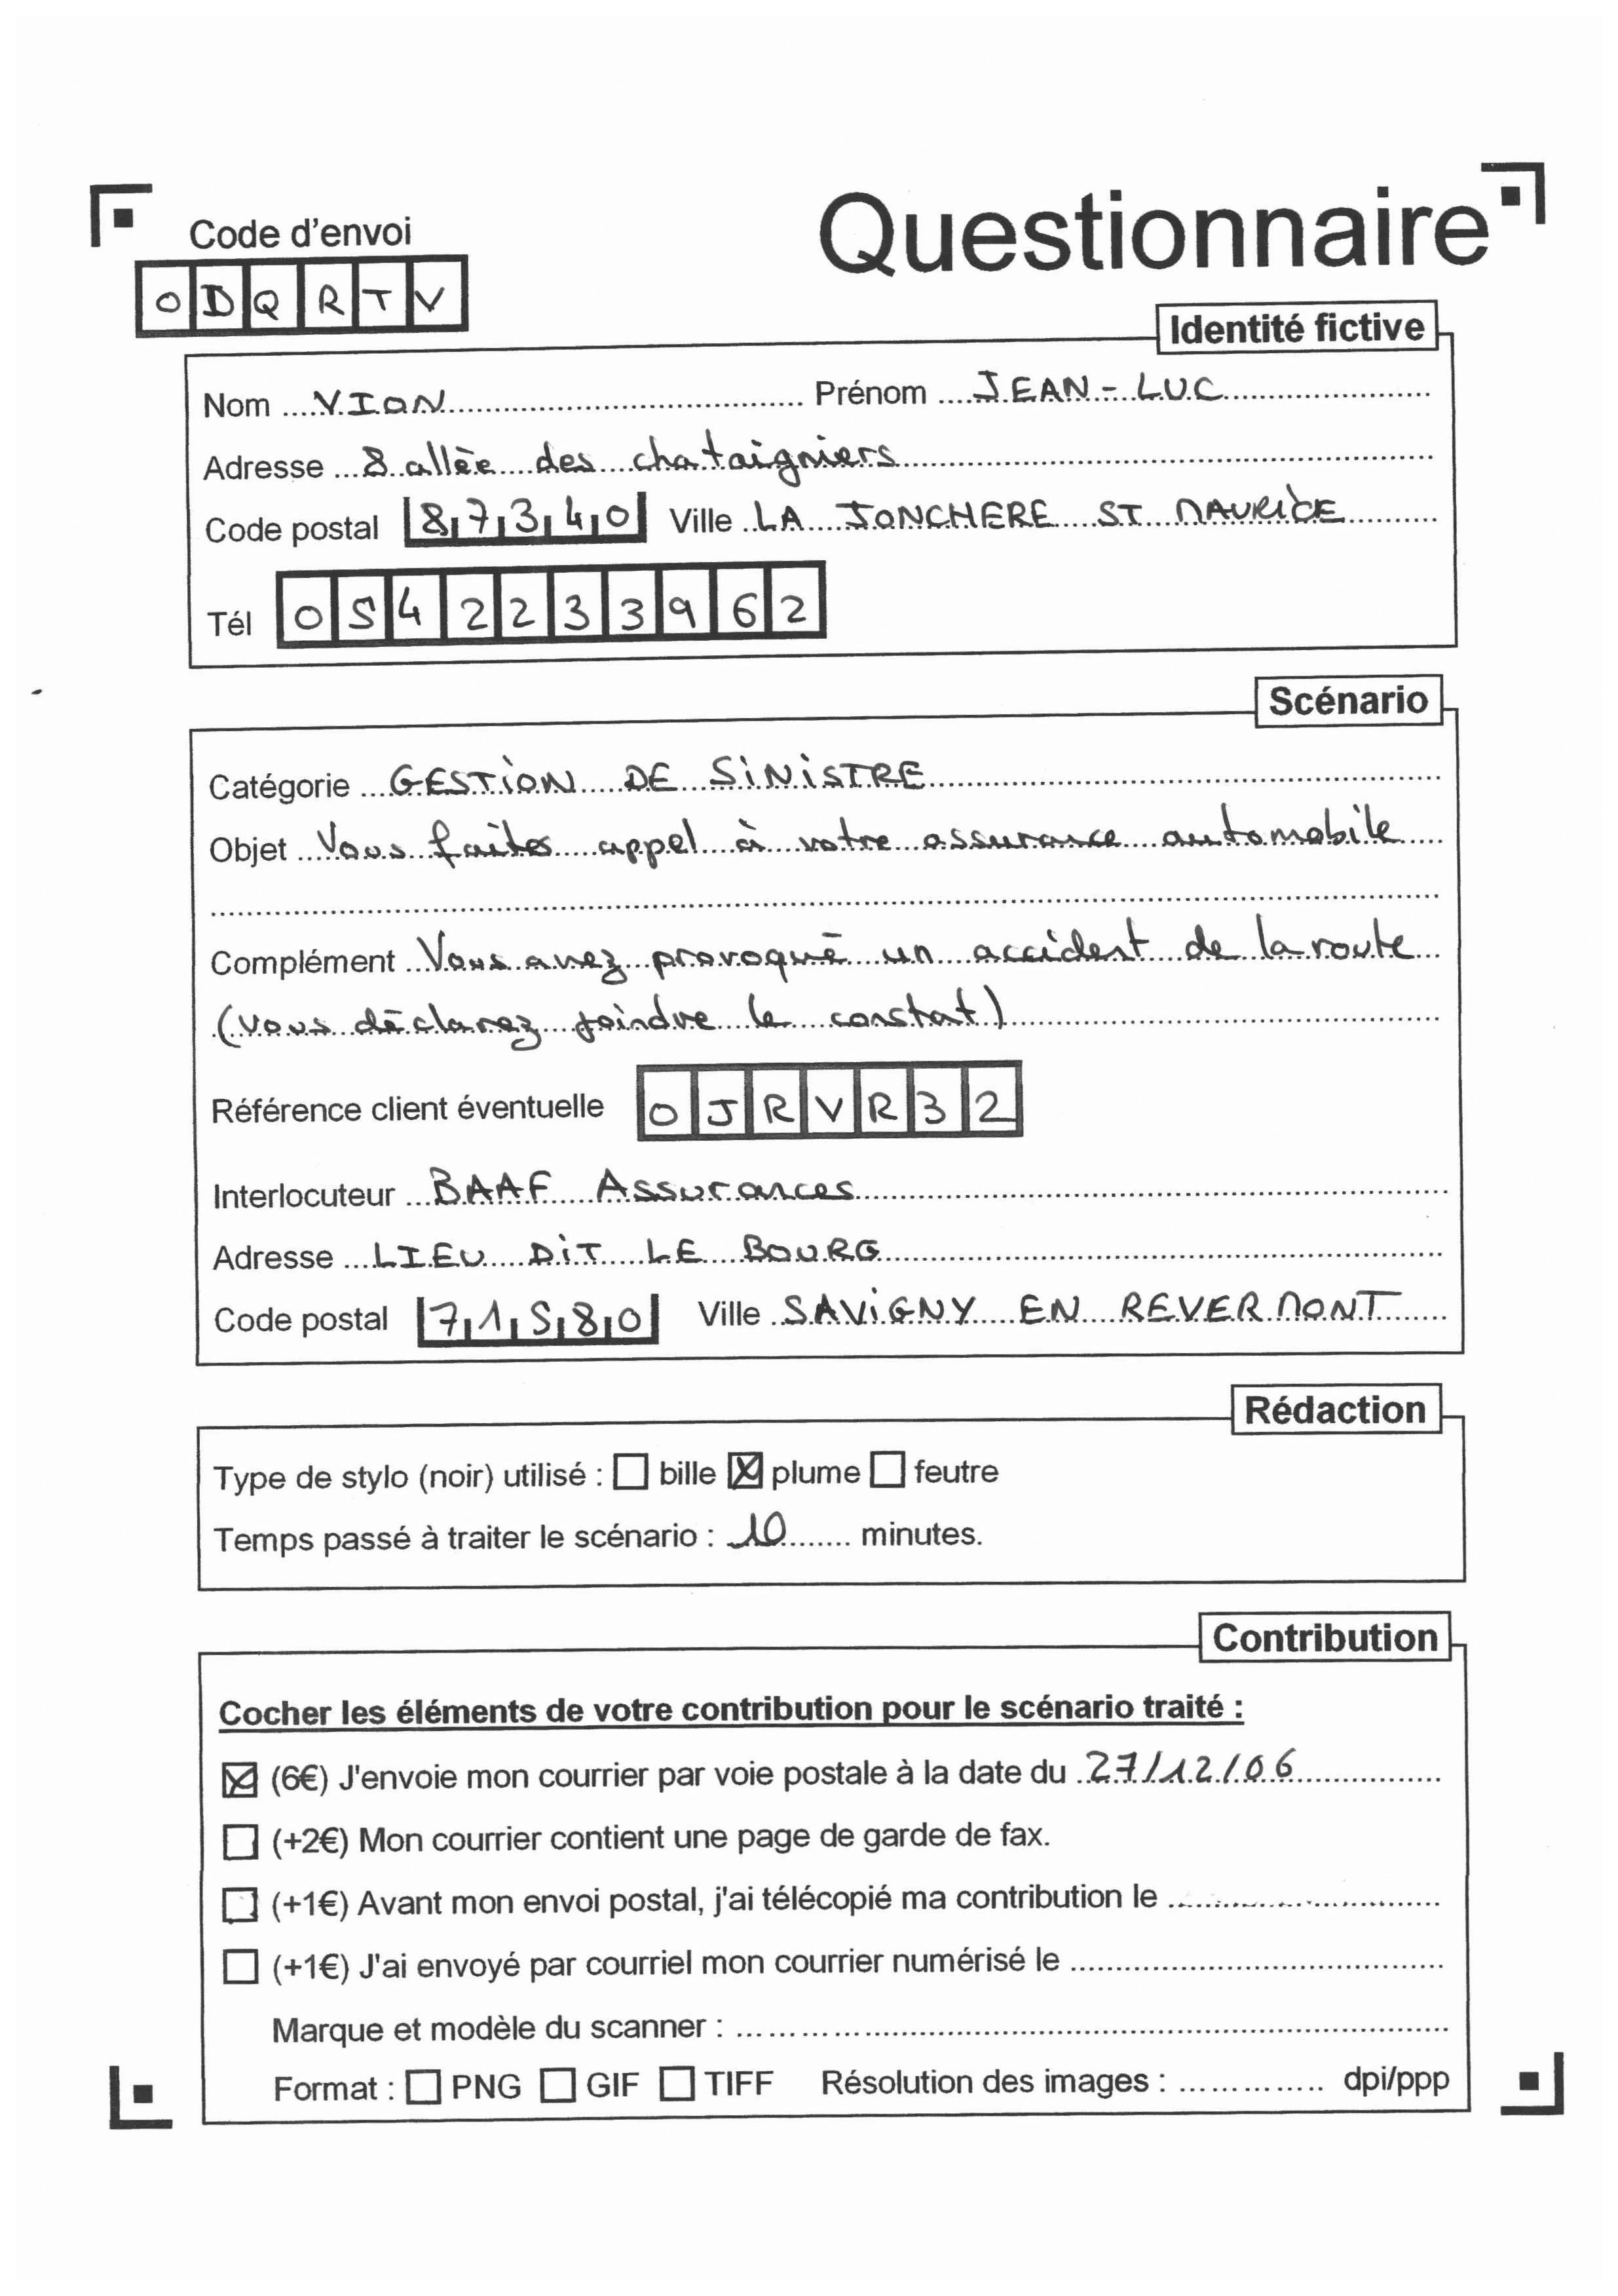 Code d'envoi
Questionnaire
ODQRTV
Identité fictive
Nom VION Prénom JEAN-LUC
Adresse 8 allée des chataigniers
Code postal 87340 Ville LA JONCHERE ST MAURICE
Tél 0542233962
Scénario
Catégorie GESTION DE SINISTRE
Objet Vous faites appel à votre assurance automobile
Complément Vous avez provoqué un accident de la route
(vous déclarez joindre le constat)
Référence client éventuelle OJRVR32
Interlocuteur BAAF Assurances
Adresse LIEU DIT LE BOURG
Code postal 71580 Ville SAVIGNY EN REVERMONT
Rédaction
Type de stylo (noir) utilisé : ☐ bille ☒ plume ☐ feutre
Temps passé à traiter le scénario : 10 minutes.
Contribution
Cocher les éléments de votre contribution pour le scénario traité :
☒ (6€) J'envoie mon courrier par voie postale à la date du 27/12/06
☐ (+2€) Mon courrier contient une page de garde de fax.
☐ (+1€) Avant mon envoi postal, j'ai télécopié ma contribution le
☐ (+1€) J'ai envoyé par courriel mon courrier numérisé le
Marque et modèle du scanner :
Format : ☐ PNG ☐ GIF ☐ TIFF Résolution des images : dpi/ppp